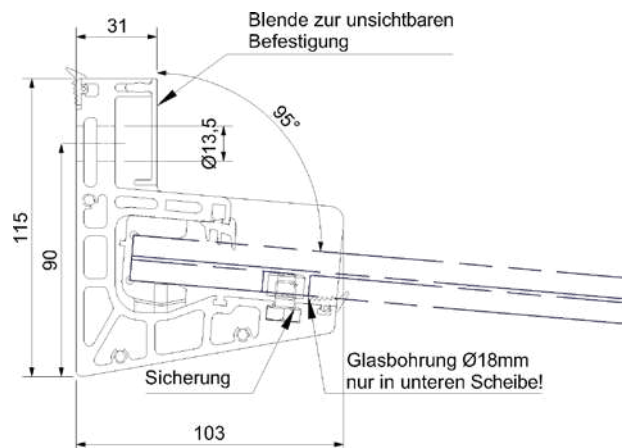 31
Blende zur unsichtbaren
Befestigung
95°
Ø13,5
115
90
Sicherung
Glasbohrung Ø18mm
nur in unteren Scheibe!
103